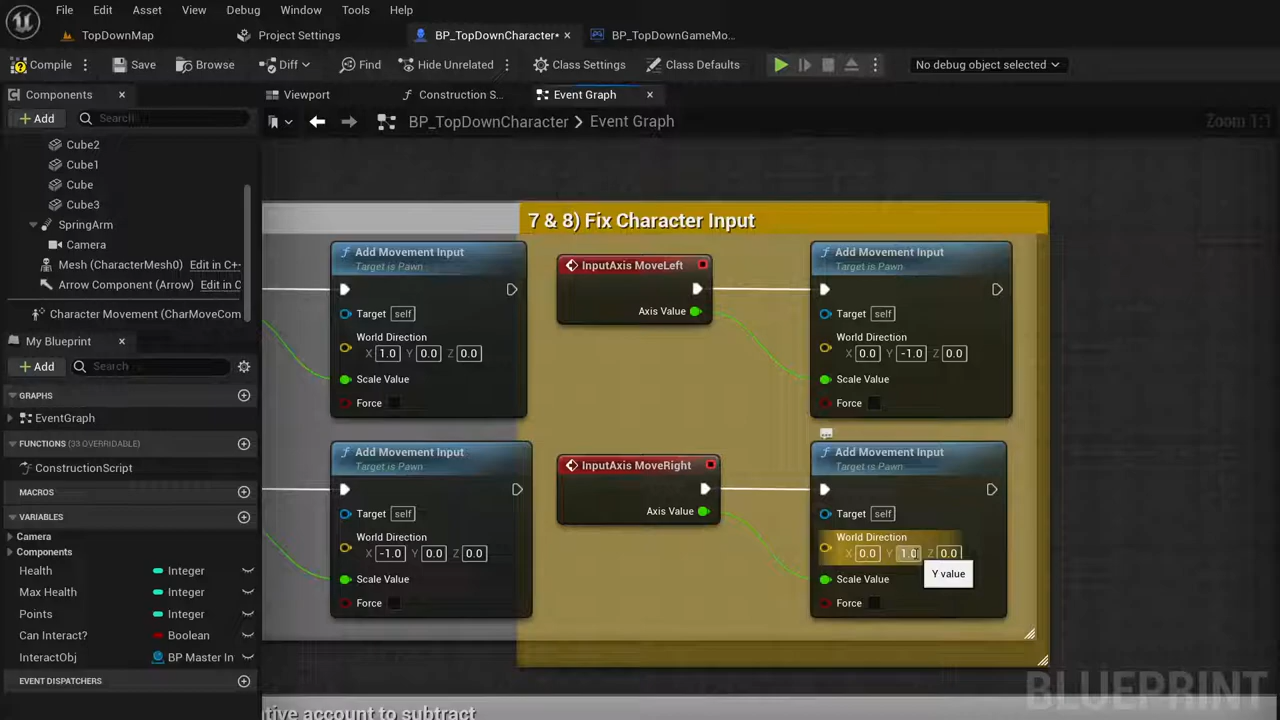 File Edit Asset View Debug Window Tools Help
TopDownMap Project Settings BP_TopDownCharacter• × BP_TopDownGameMo...
Compile Save Browse Diff Find Hide Unrelated Class Settings Class Defaults No debug object selected
Components × Viewport Construction S... Event Graph ×
+ Add Search BP_TopDownCharacter > Event Graph Zoom 1:1
Cube2
Cube1
Cube
Cube3
SpringArm
Camera
Mesh (CharacterMesh0) Edit in C+
Arrow Component (Arrow) Edit in C
Character Movement (CharMoveCom
My Blueprint ×
+ Add Search
GRAPHS
EventGraph
FUNCTIONS (33 OVERRIDABLE)
ConstructionScript
MACROS
VARIABLES
Camera
Components
Health Integer
Max Health Integer
Points Integer
Can Interact? Boolean
InteractObj BP Master In
EVENT DISPATCHERS
7 & 8) Fix Character Input
Add Movement Input
Target is Pawn
Target self
World Direction
X 1.0 Y 0.0 Z 0.0
Scale Value
Force
InputAxis MoveLeft
Axis Value
Add Movement Input
Target is Pawn
Target self
World Direction
X 0.0 Y -1.0 Z 0.0
Scale Value
Force
Add Movement Input
Target is Pawn
Target self
World Direction
X -1.0 Y 0.0 Z 0.0
Scale Value
Force
InputAxis MoveRight
Axis Value
Add Movement Input
Target is Pawn
Target self
World Direction
X 0.0 Y 1.0 Z 0.0
Y value
Scale Value
Force
BLUEPRINT
tive account to subtract